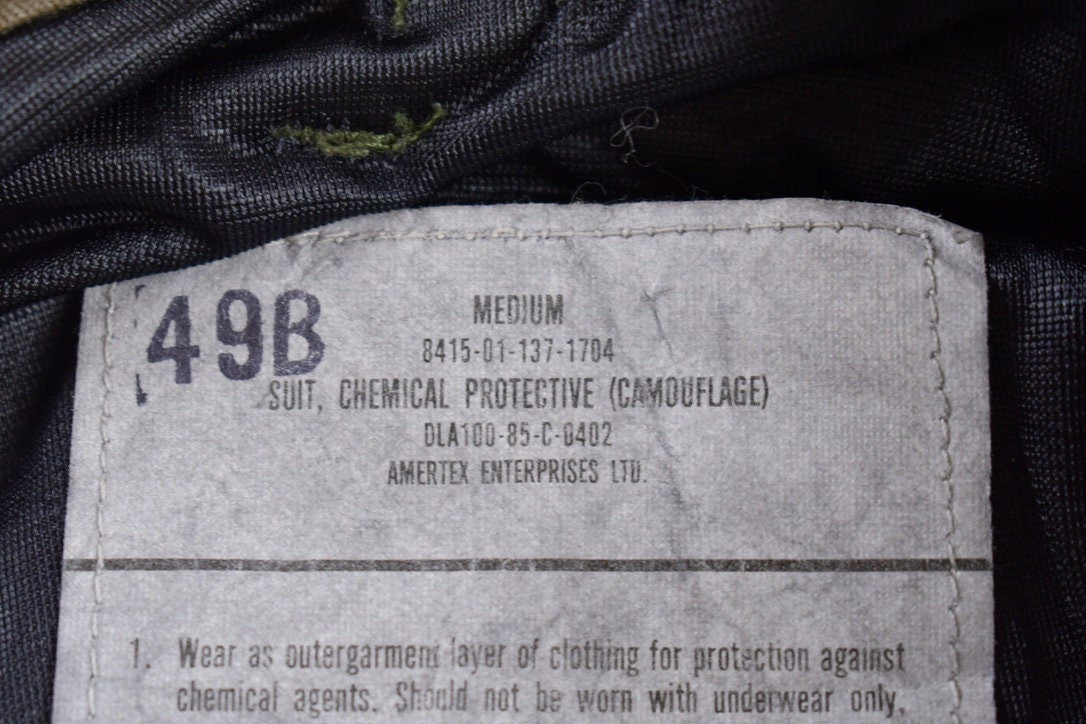 49B
MEDIUM
8415-01-137-1704
SUIT, CHEMICAL PROTECTIVE (CAMOUFLAGE)
DLA100-85-C-0402
AMERTEX ENTERPRISES LTD.
1. Wear as outergarment layer of clothing for protection against
chemical agents. Should not be worn with underwear only.